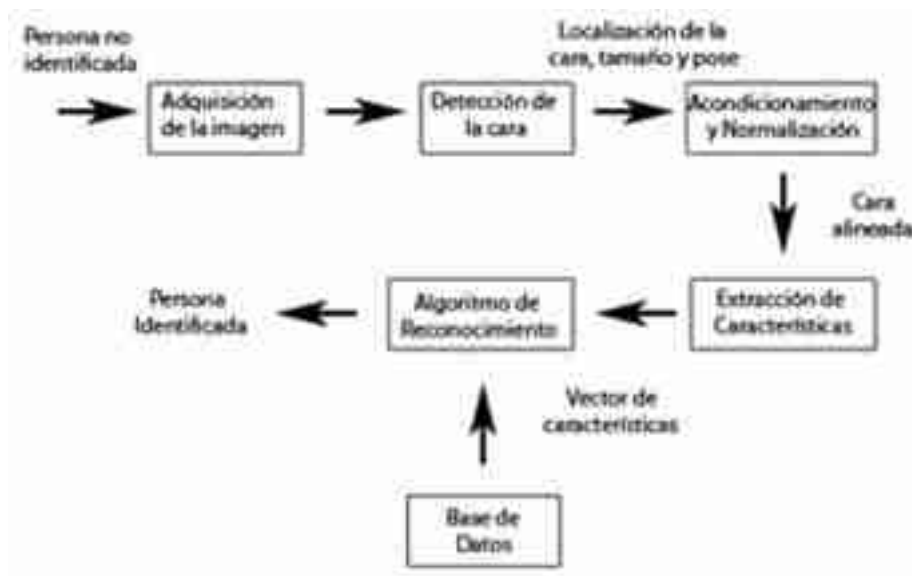 Persona no
identificada
Adquisición
de la imagen
Detección de
la cara
Localización de la
cara, tamaño y pose
Acondicionamiento
y Normalización
Cara
alineada
Extracción de
Características
Algoritmo de
Reconocimiento
Persona
Identificada
Vector de
características
Base de
Datos